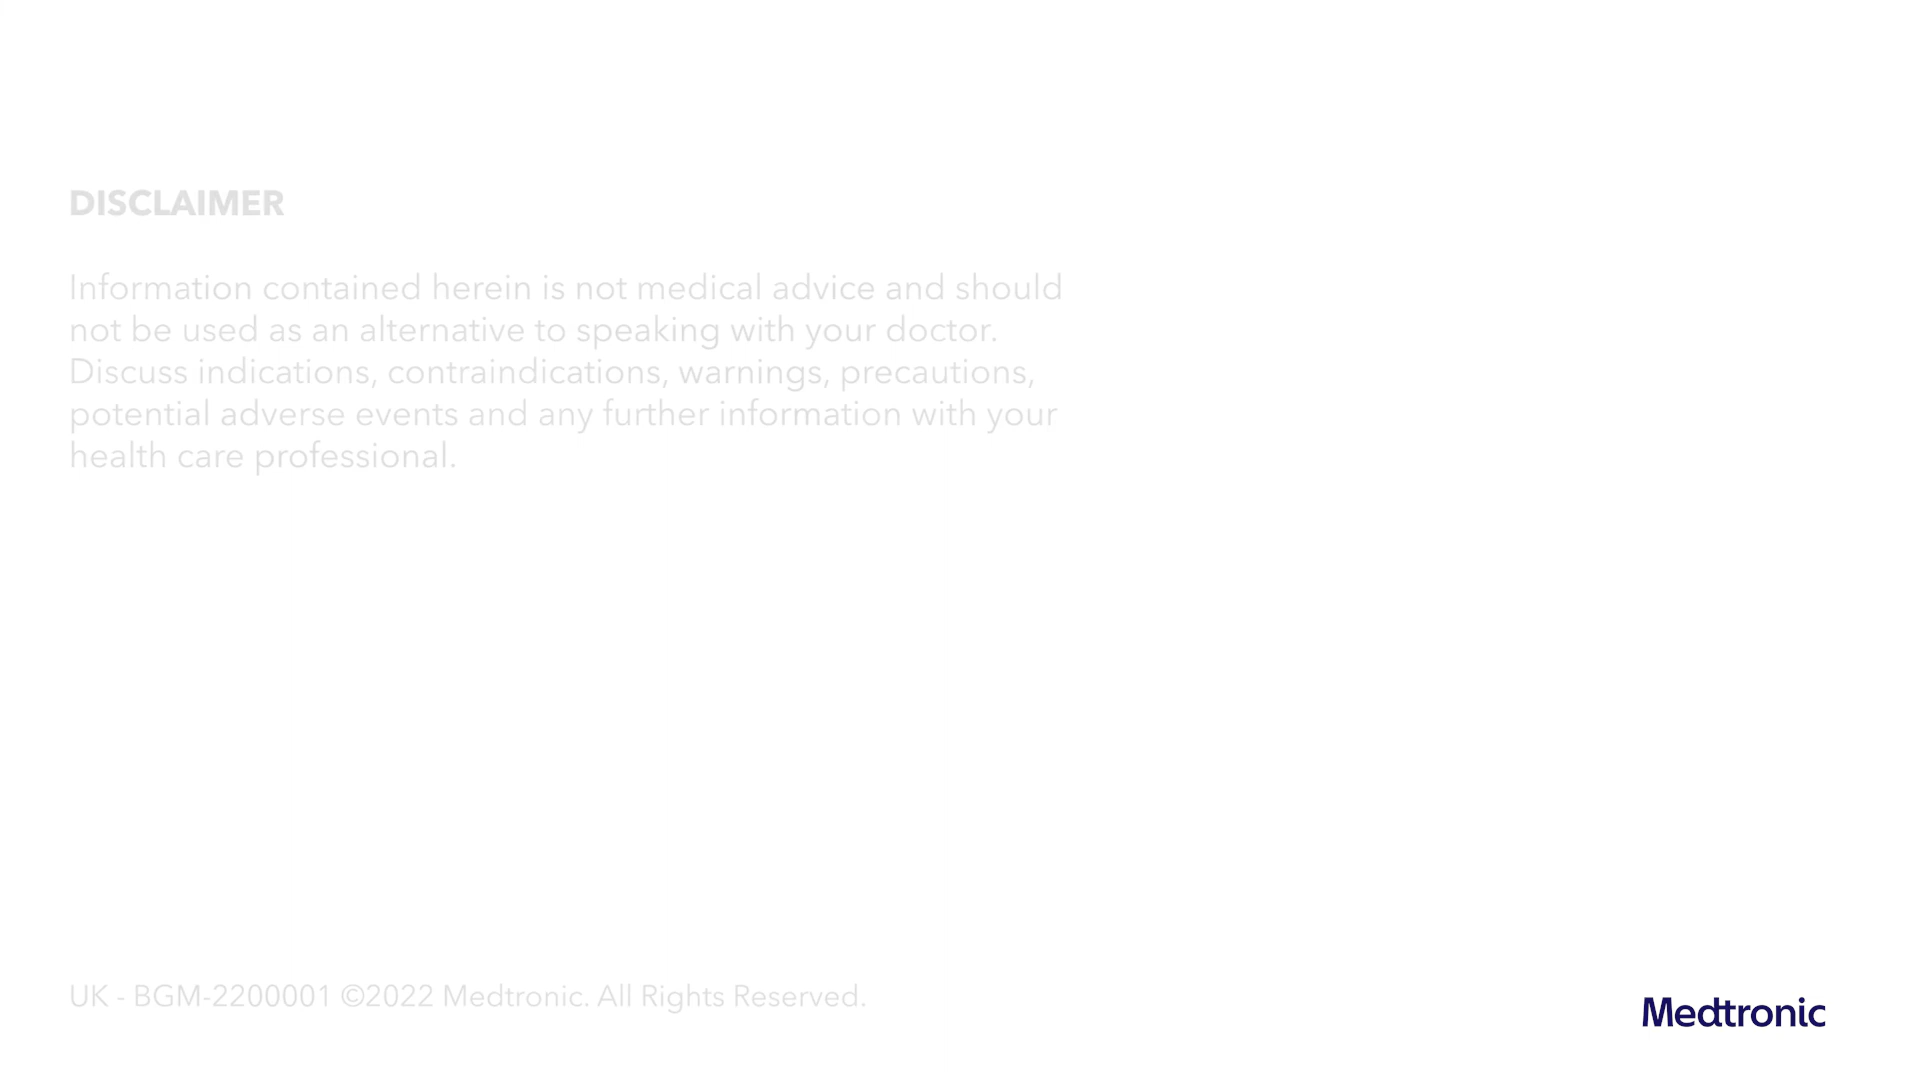 DISCLAIMER
Information contained herein is not medical advice and should
not be used as an alternative to speaking with your doctor.
Discuss indications, contraindications, warnings, precautions,
potential adverse events and any further information with your
health care professional.
UK - BGM-2200001 ©2022 Medtronic. All Rights Reserved.
Medtronic